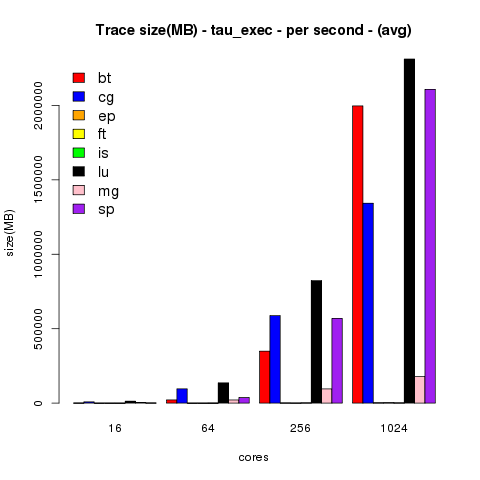 Trace size(MB) - tau_exec - per second - (avg)
bt
cg
ep
ft
is
lu
mg
sp
size(MB)
2000000
1500000
1000000
500000
0
16 64 256 1024
cores